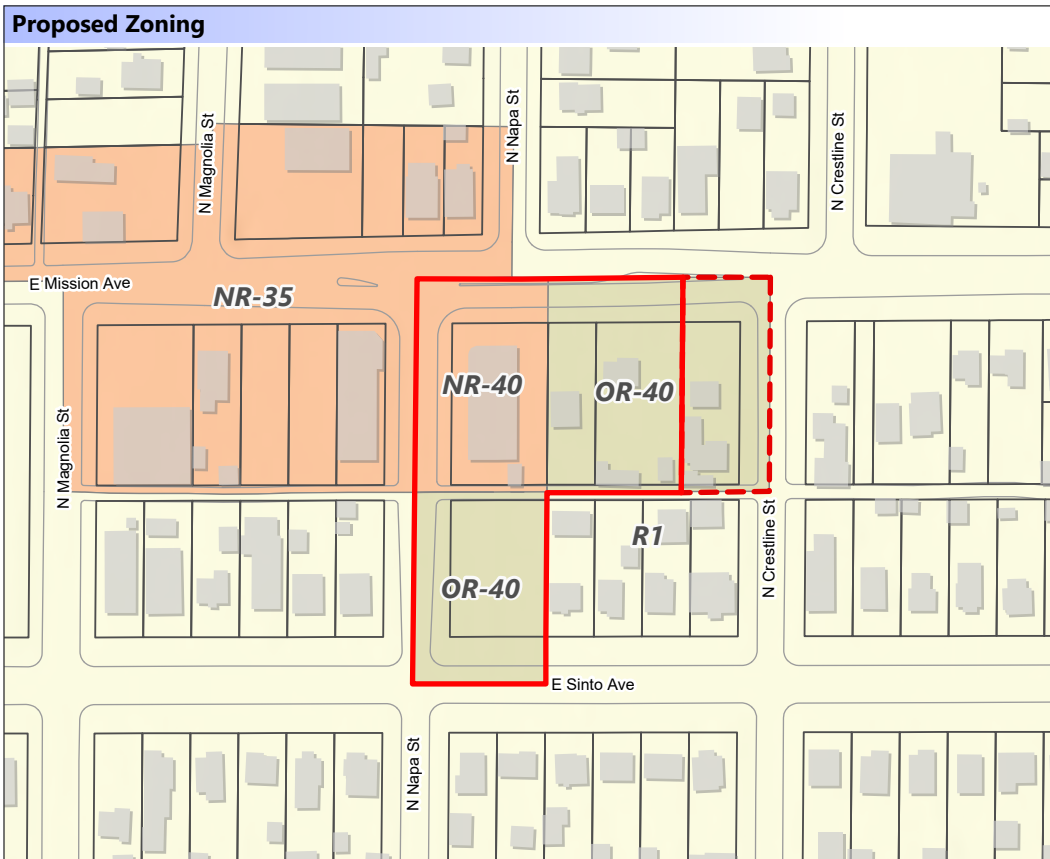 Proposed Zoning
N Magnolia St
N Napa St
N Crestline St
E Mission Ave
NR-35
NR-40
OR-40
N Magnolia St
R1
N Crestline St
OR-40
E Sinto Ave
N Napa St